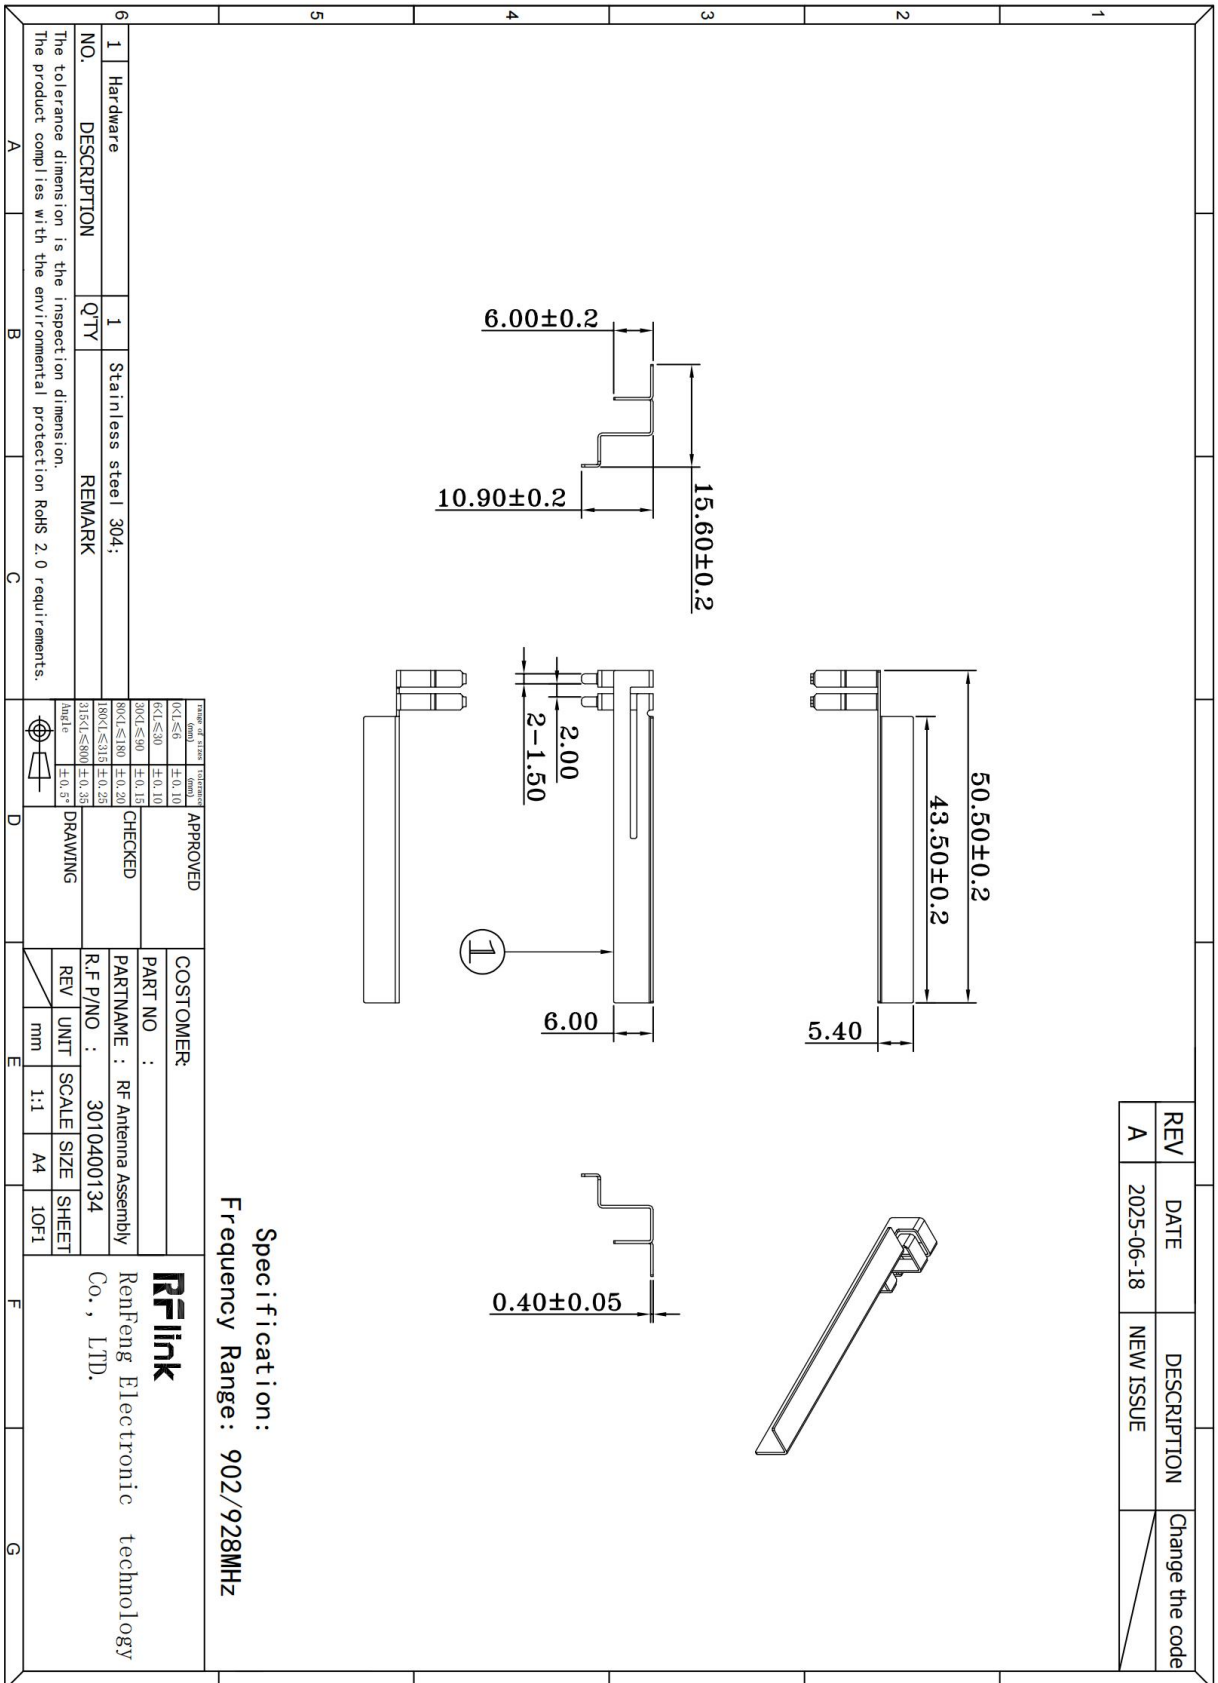 REV DATE DESCRIPTION Change the code
A 2025-06-18 NEW ISSUE
1
2
3
4
5
6
50.50±0.2
43.50±0.2
5.40
15.60±0.2
6.00±0.2
10.90±0.2
2.00
2-1.50
1
6.00
0.40±0.05
Specification:
Frequency Range: 902/928MHz
1 Hardware 1 Stainless steel 304;
NO. DESCRIPTION Q'TY REMARK
The tolerance dimension is the inspection dimension.
The product complies with the environmental protection RoHS 2.0 requirements.
range of sizes (mm) tolerance (mm)
0<L≤6 ±0.10
6<L≤30 ±0.10
30<L≤90 ±0.15
80<L≤180 ±0.20
180<L≤315 ±0.25
315<L≤800 ±0.35
Angle ±0.5°
APPROVED
CHECKED
DRAWING
COSTOMER:
PART NO :
PARTNAME : RF Antenna Assembly
R.F P/NO : 3010400134
REV UNIT SCALE SIZE SHEET
mm 1:1 A4 1OF1
RFlink
RenFeng Electronic technology
Co., LTD.
A B C D E F G